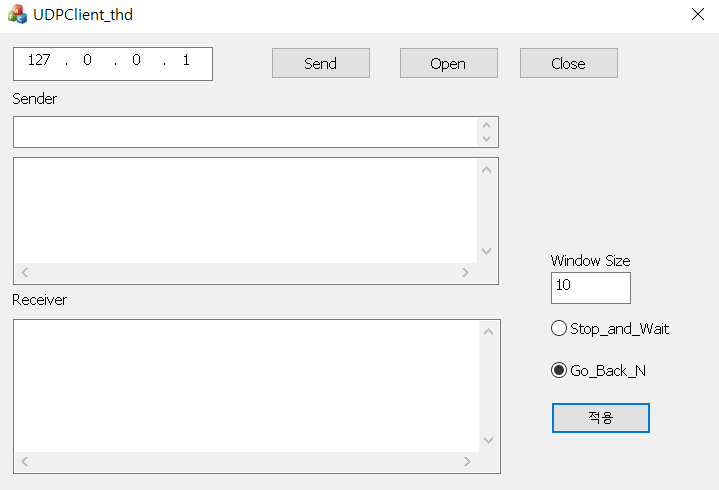 UDPClient_thd
127 . 0 . 0 . 1
Send
Open
Close
Sender
Receiver
Window Size
10
Stop_and_Wait
Go_Back_N
적용